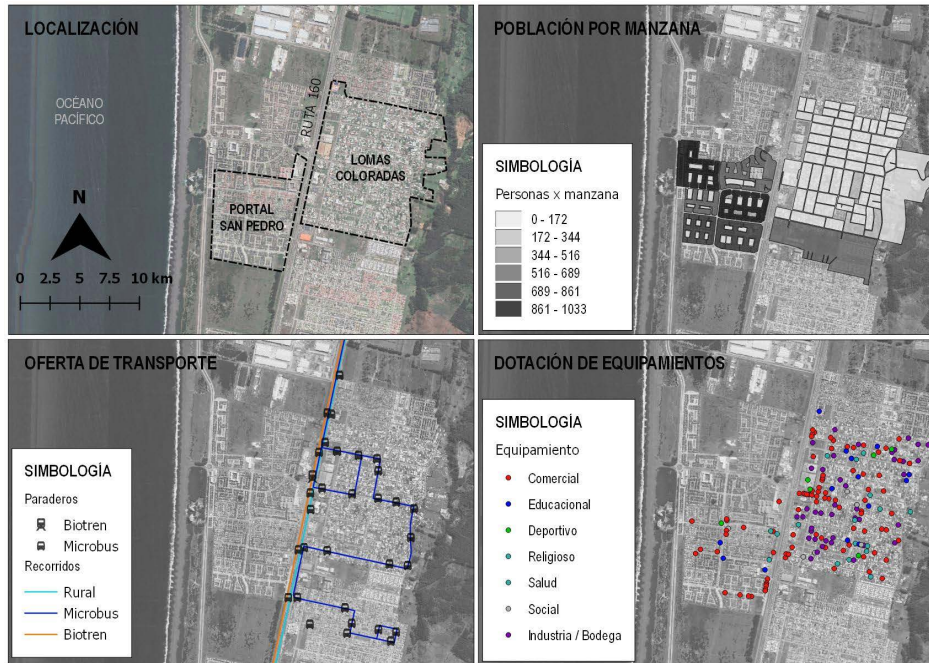 LOCALIZACIÓN
OCÉANO
PACÍFICO
RUTA 160
LOMAS
COLORADAS
PORTAL
SAN PEDRO
N
0 2.5 5 7.5 10 km
POBLACIÓN POR MANZANA
SIMBOLOGÍA
Personas x manzana
0 - 172
172 - 344
344 - 516
516 - 689
689 - 861
861 - 1033
OFERTA DE TRANSPORTE
SIMBOLOGÍA
Paraderos
Biotren
Microbus
Recorridos
Rural
Microbus
Biotren
DOTACIÓN DE EQUIPAMIENTOS
SIMBOLOGÍA
Equipamiento
Comercial
Educacional
Deportivo
Religioso
Salud
Social
Industria / Bodega